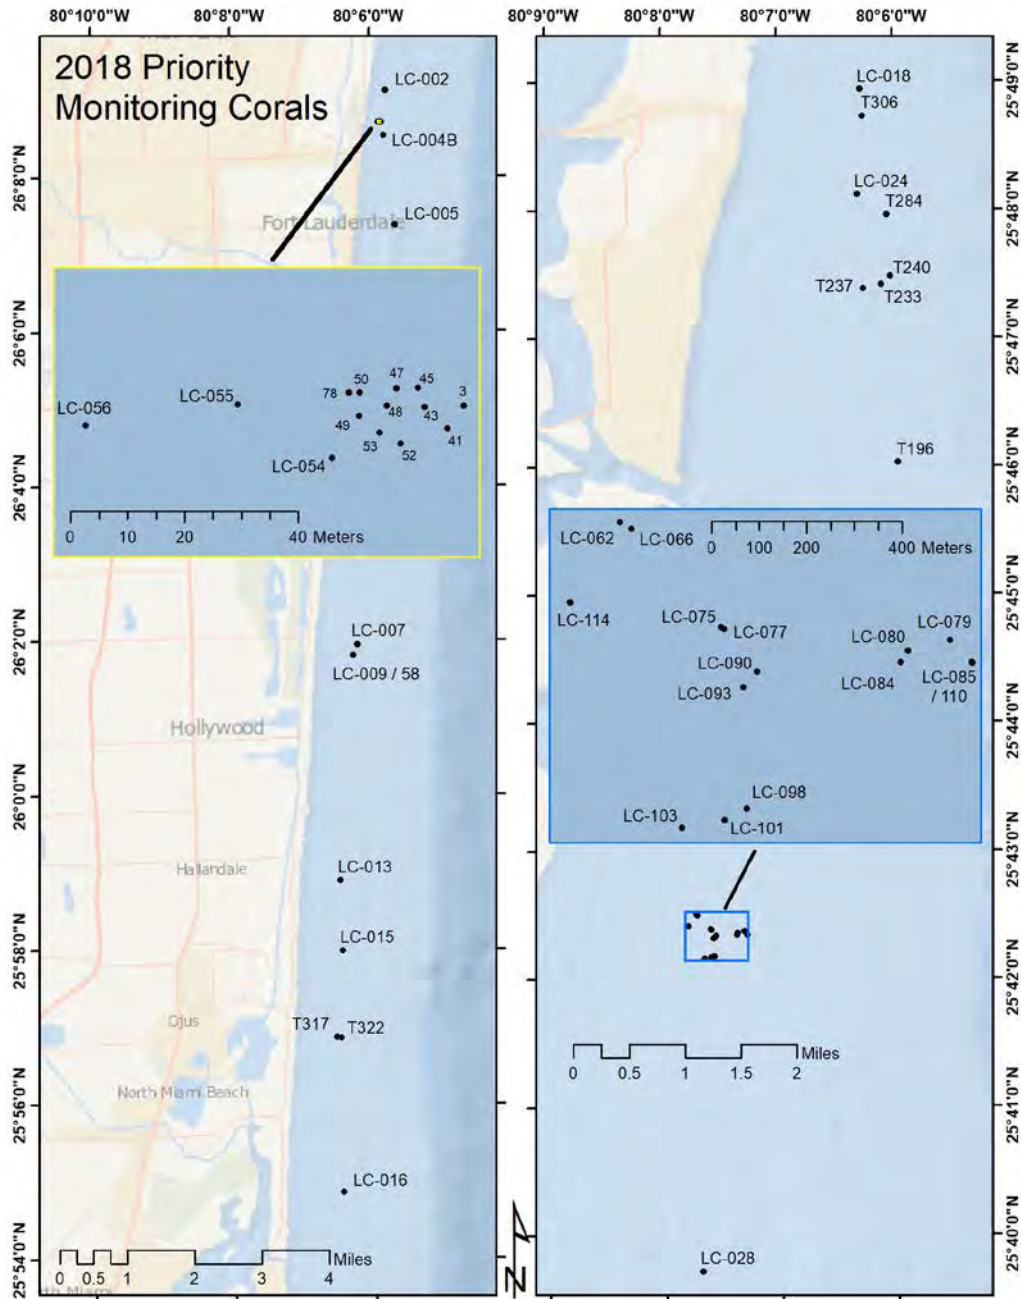 80°10'0"W
80°8'0"W
80°6'0"W
80°9'0"W
80°8'0"W
80°7'0"W
80°6'0"W
2018 Priority
Monitoring Corals
LC-002
LC-004B
Fort Lauderdale
LC-005
26°8'0"N
26°6'0"N
26°4'0"N
26°2'0"N
26°0'0"N
25°58'0"N
25°56'0"N
25°54'0"N
LC-056
LC-055
LC-054
78
50
47
45
3
49
48
43
53
52
41
0
10
20
40 Meters
LC-007
LC-009 / 58
Hollywood
LC-013
Hallandale
LC-015
T317
T322
Ojus
North Miami Beach
LC-016
0
0.5
1
2
3
4
Miles
N
LC-018
T306
LC-024
T284
T240
T237
T233
T196
25°49'0"N
25°48'0"N
25°47'0"N
25°46'0"N
25°45'0"N
25°44'0"N
25°43'0"N
25°42'0"N
25°41'0"N
25°40'0"N
LC-062
LC-066
0
100
200
400 Meters
LC-114
LC-075
LC-077
LC-079
LC-080
LC-090
LC-084
LC-085
/ 110
LC-093
LC-098
LC-103
LC-101
0
0.5
1
1.5
2
Miles
LC-028